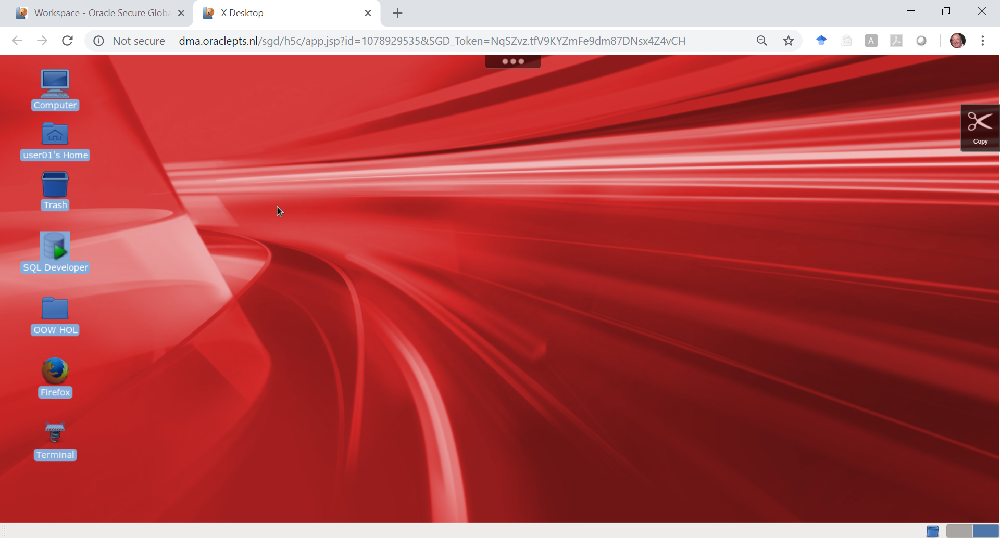 Workspace - Oracle Secure Globa
X Desktop
Not secure
dma.oraclepts.nl/sgd/h5c/app.jsp?id=1078929535&SGD_Token=NqSZvz.tfV9KYZmFe9dm87DNsx4Z4vCH
A
Computer
Copy
user01's Home
Trash
SQL Developer
OOW HOL
Firefox
Terminal